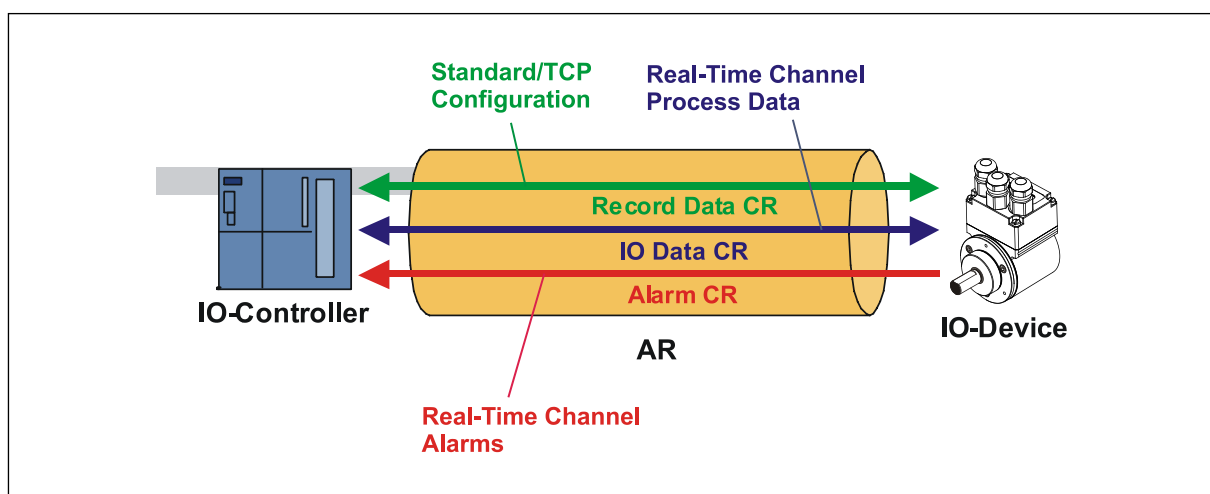 Standard/TCP
Configuration
Real-Time Channel
Process Data
Record Data CR
IO Data CR
Alarm CR
IO-Controller
IO-Device
AR
Real-Time Channel
Alarms